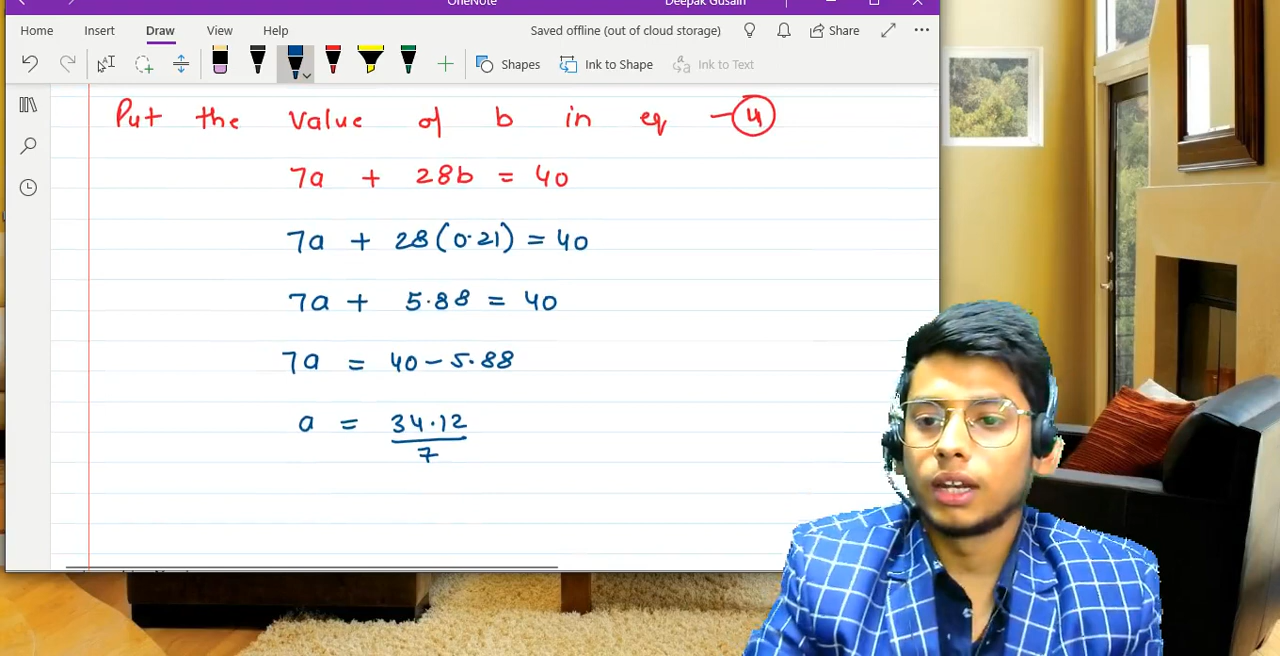 OneNote
Deepak Gusain
Home Insert Draw View Help
Saved offline (out of cloud storage) Share
Shapes Ink to Shape Ink to Text
Put the value of b in eq -4
7a + 28b = 40
7a + 28(0.21) = 40
7a + 5.88 = 40
7a = 40 - 5.88
a = 34.12
7